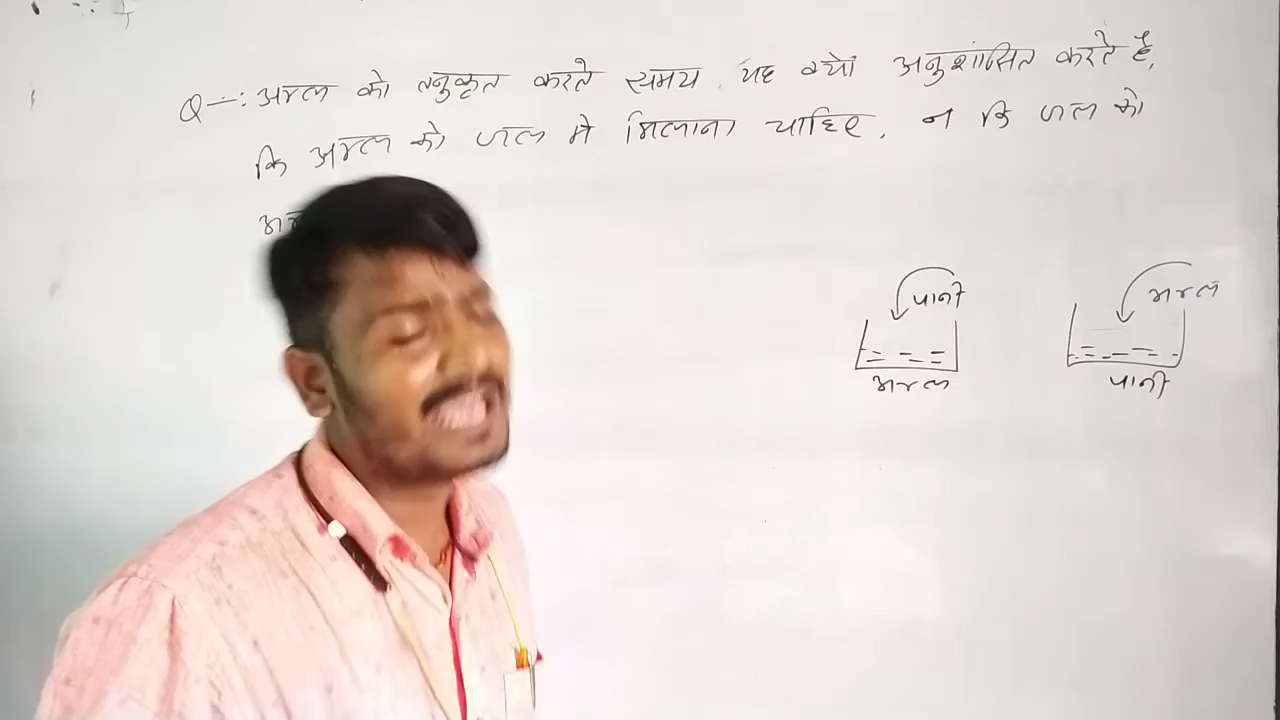 Q-: अम्ल को तनुकृत करते समय यह क्यों अनुशंसित करते है,
कि अम्ल को जल मे मिलाना चाहिए, न कि जल को
पानी
अम्ल
अम्ल
पानी